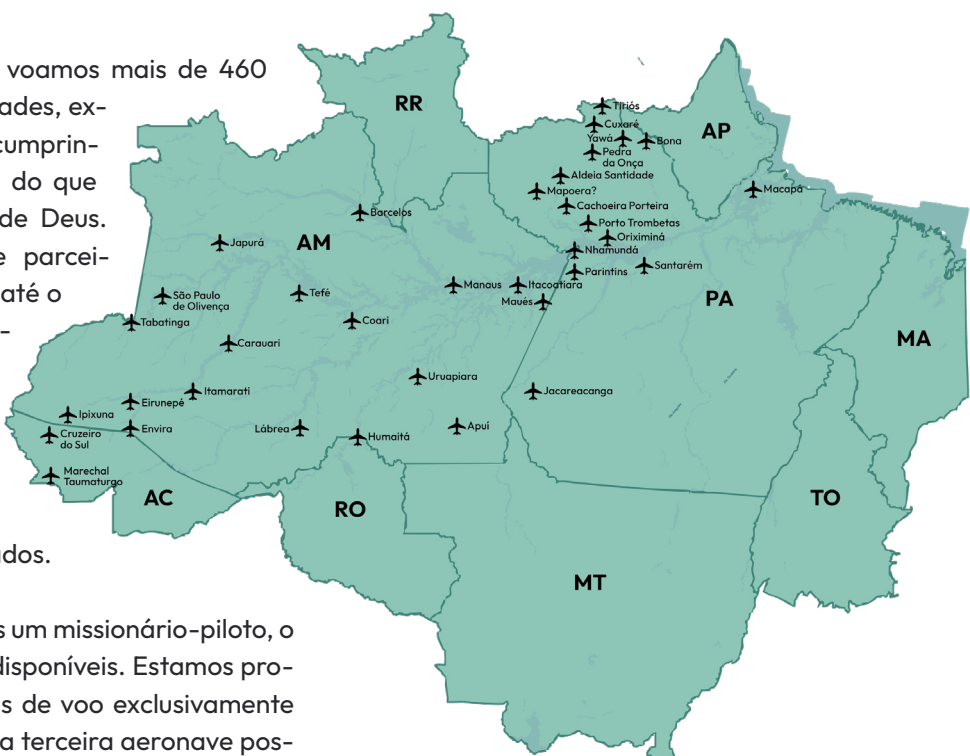 voamos mais de 460
ades, ex-
cumprin-
do que
de Deus.
e parcei-
até o
-
dos.
s um missionário-piloto, o
disponíveis. Estamos pro-
s de voo exclusivamente
a terceira aeronave pos-
RR
AP
Tiriós
Cuxaré
Yawá
Bona
Pedra
da Onça
Aldeia Santidade
Mapoera?
Macapá
Cachoeira Porteira
Barcelos
Porto Trombetas
Oriximiná
Japurá
AM
Nhamundá
Santarém
Parintins
Manaus
Itacoatiara
Maués
PA
São Paulo
de Olivença
Tefé
Tabatinga
Coari
MA
Carauari
Uruapiara
Itamarati
Jacareacanga
Eirunepé
Ipixuna
Envira
Lábrea
Humaitá
Apuí
Cruzeiro
do Sul
Marechal
Taumaturgo
AC
RO
TO
MT